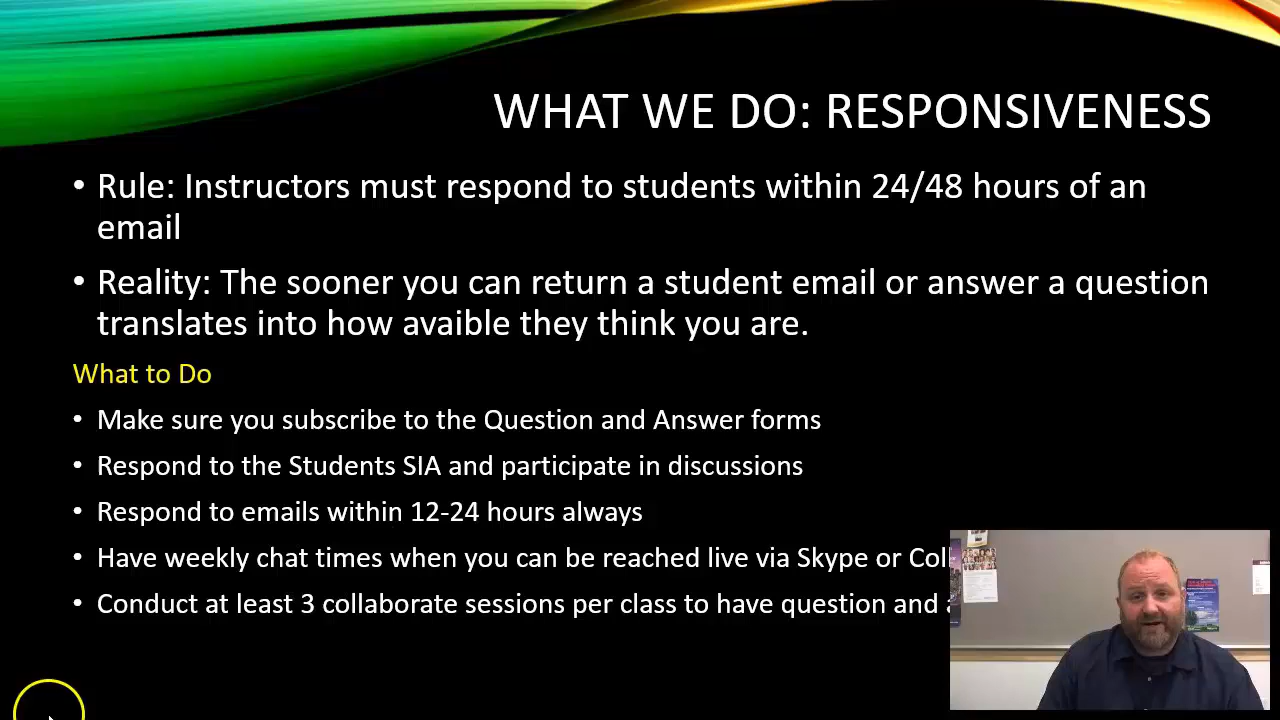 WHAT WE DO: RESPONSIVENESS
• Rule: Instructors must respond to students within 24/48 hours of an
email
• Reality: The sooner you can return a student email or answer a question
translates into how avaible they think you are.
What to Do
• Make sure you subscribe to the Question and Answer forms
• Respond to the Students SIA and participate in discussions
• Respond to emails within 12-24 hours always
• Have weekly chat times when you can be reached live via Skype or
• Conduct at least 3 collaborate sessions per class to have question and